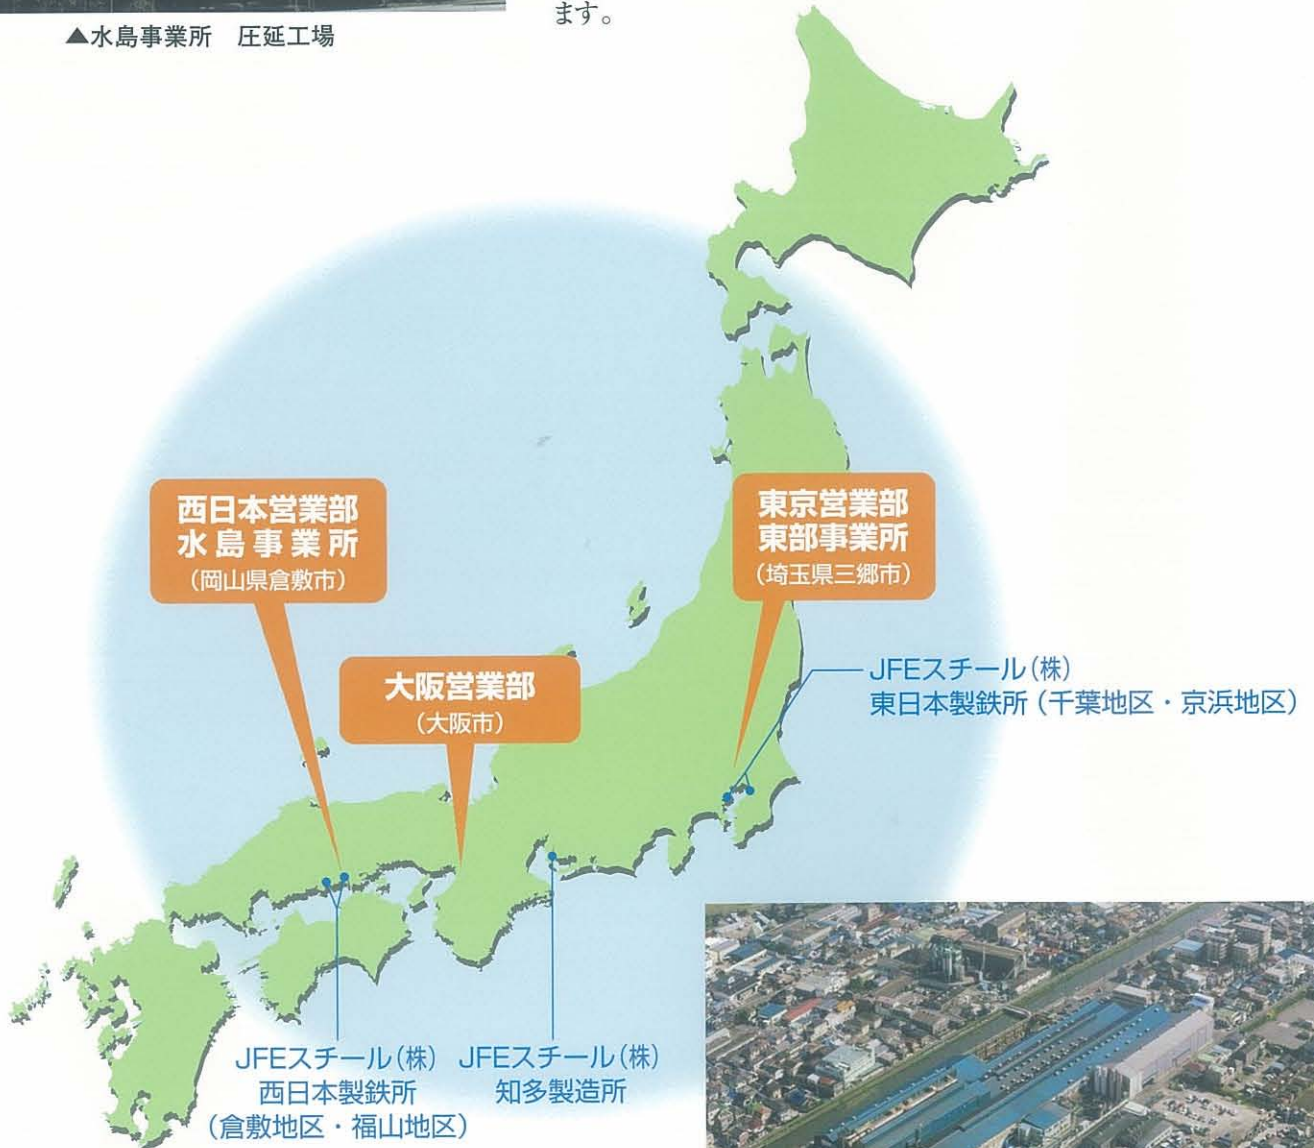 ▲水島事業所　圧延工場
ます。
西日本営業部
水島事業所
(岡山県倉敷市)
東京営業部
東部事業所
(埼玉県三郷市)
大阪営業部
(大阪市)
JFEスチール(株)
東日本製鉄所(千葉地区・京浜地区)
JFEスチール(株)
西日本製鉄所
(倉敷地区・福山地区)
JFEスチール(株)
知多製造所